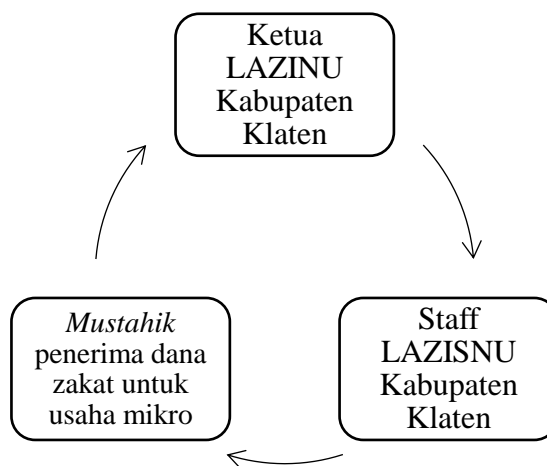 Ketua
LAZINU
Kabupaten
Klaten
Mustahik
penerima dana
zakat untuk
usaha mikro
Staff
LAZISNU
Kabupaten
Klaten